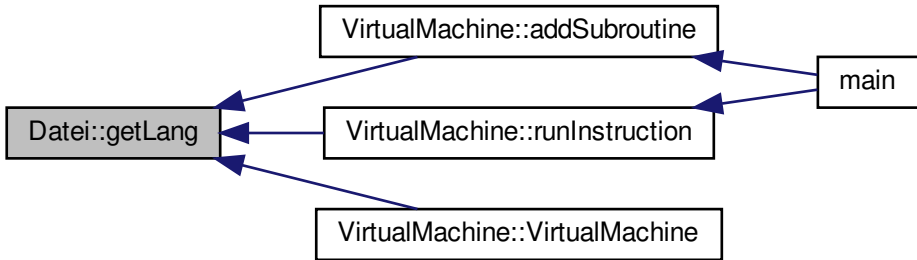 VirtualMachine::addSubroutine
main
Datei::getLang
VirtualMachine::runInstruction
VirtualMachine::VirtualMachine